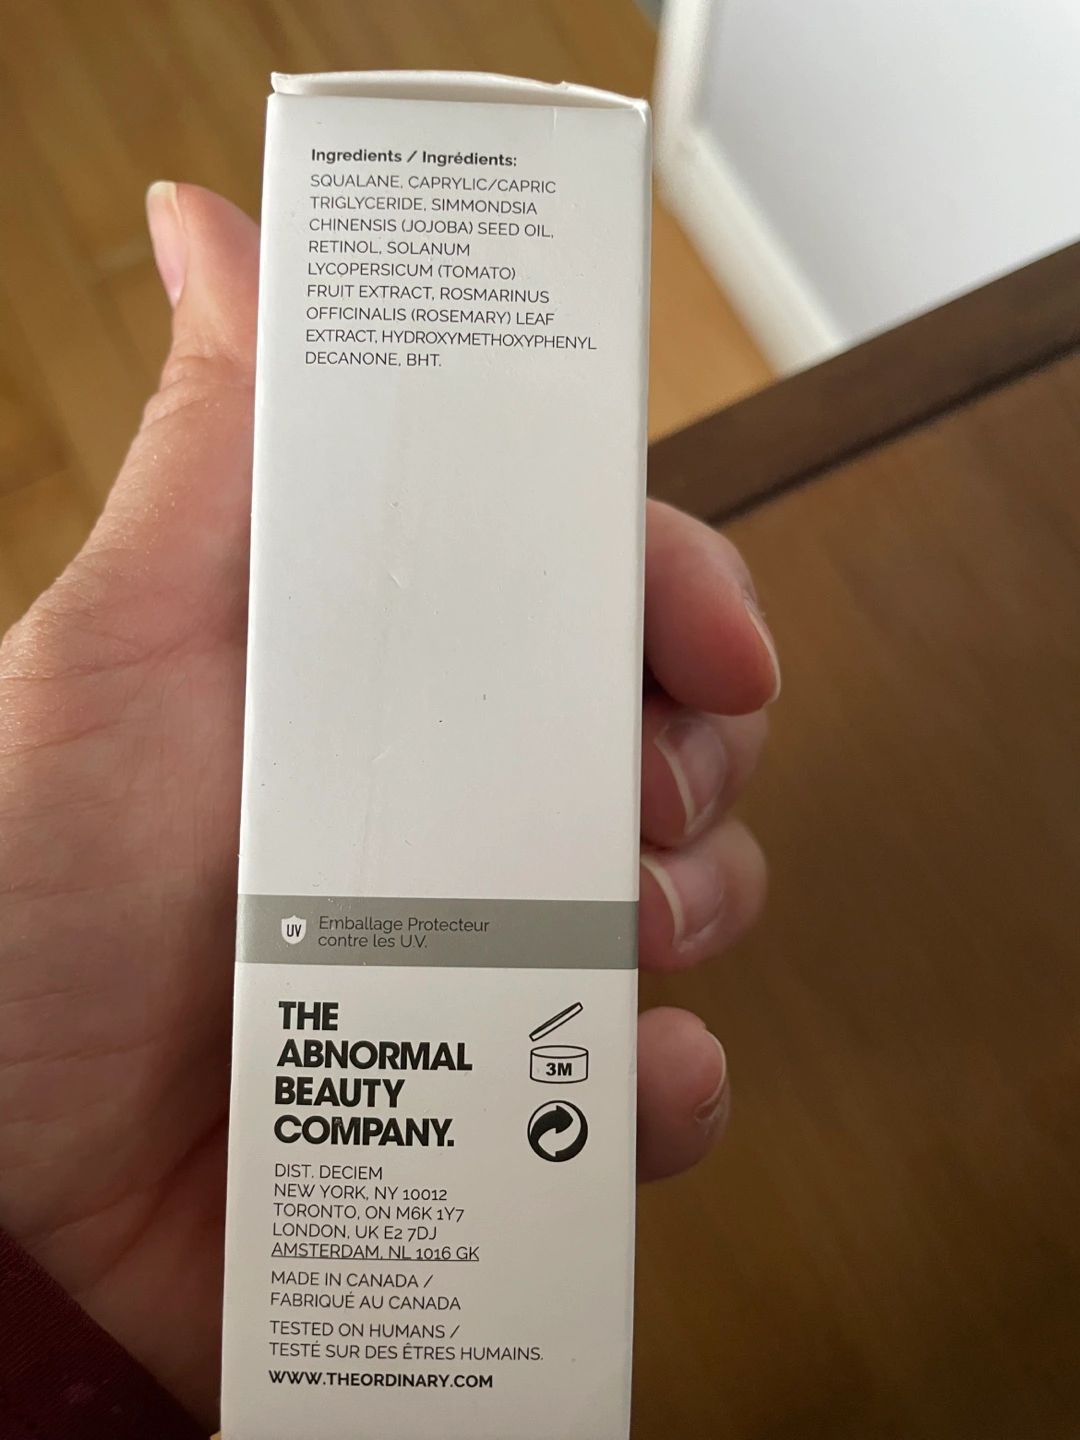 Ingredients / Ingrédients:
SQUALANE, CAPRYLIC/CAPRIC
TRIGLYCERIDE, SIMMONDSIA
CHINENSIS (JOJOBA) SEED OIL,
RETINOL, SOLANUM
LYCOPERSICUM (TOMATO)
FRUIT EXTRACT, ROSMARINUS
OFFICINALIS (ROSEMARY) LEAF
EXTRACT, HYDROXYMETHOXYPHENYL
DECANONE, BHT.
UV
Emballage Protecteur
contre les U.V.
THE
ABNORMAL
BEAUTY
COMPANY.
3M
DIST. DECIEM
NEW YORK, NY 10012
TORONTO, ON M6K 1Y7
LONDON, UK E2 7DJ
AMSTERDAM, NL 1016 GK
MADE IN CANADA /
FABRIQUÉ AU CANADA
TESTED ON HUMANS /
TESTÉ SUR DES ÊTRES HUMAINS.
WWW.THEORDINARY.COM